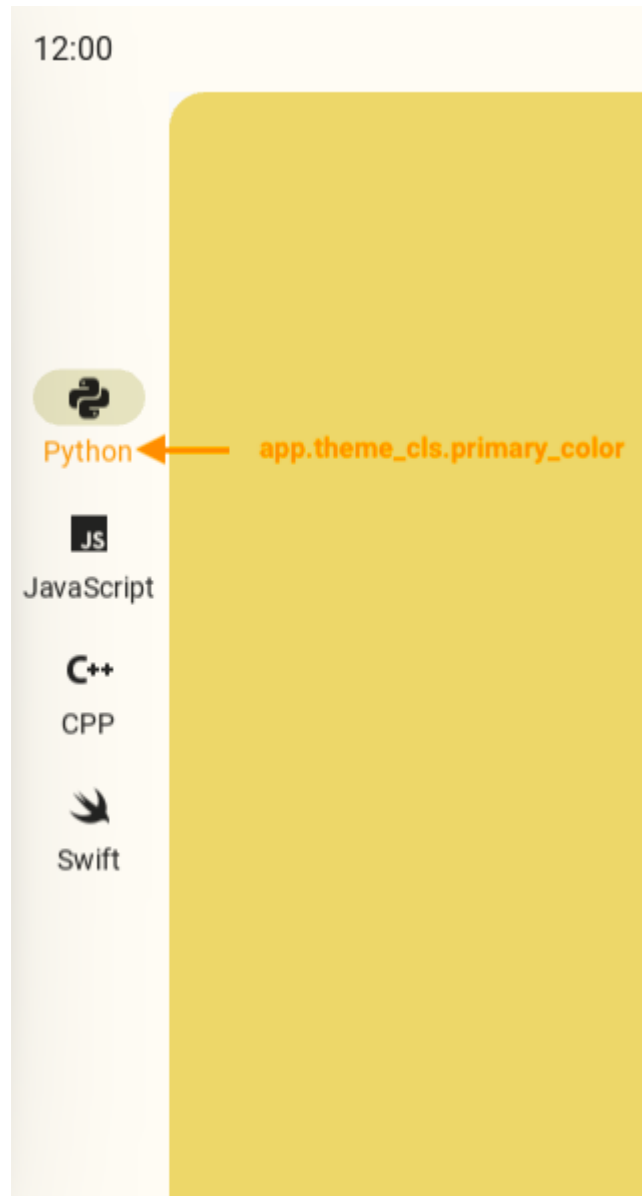 12:00
Python
app.theme_cls.primary_color
JS
JavaScript
C++
CPP
Swift